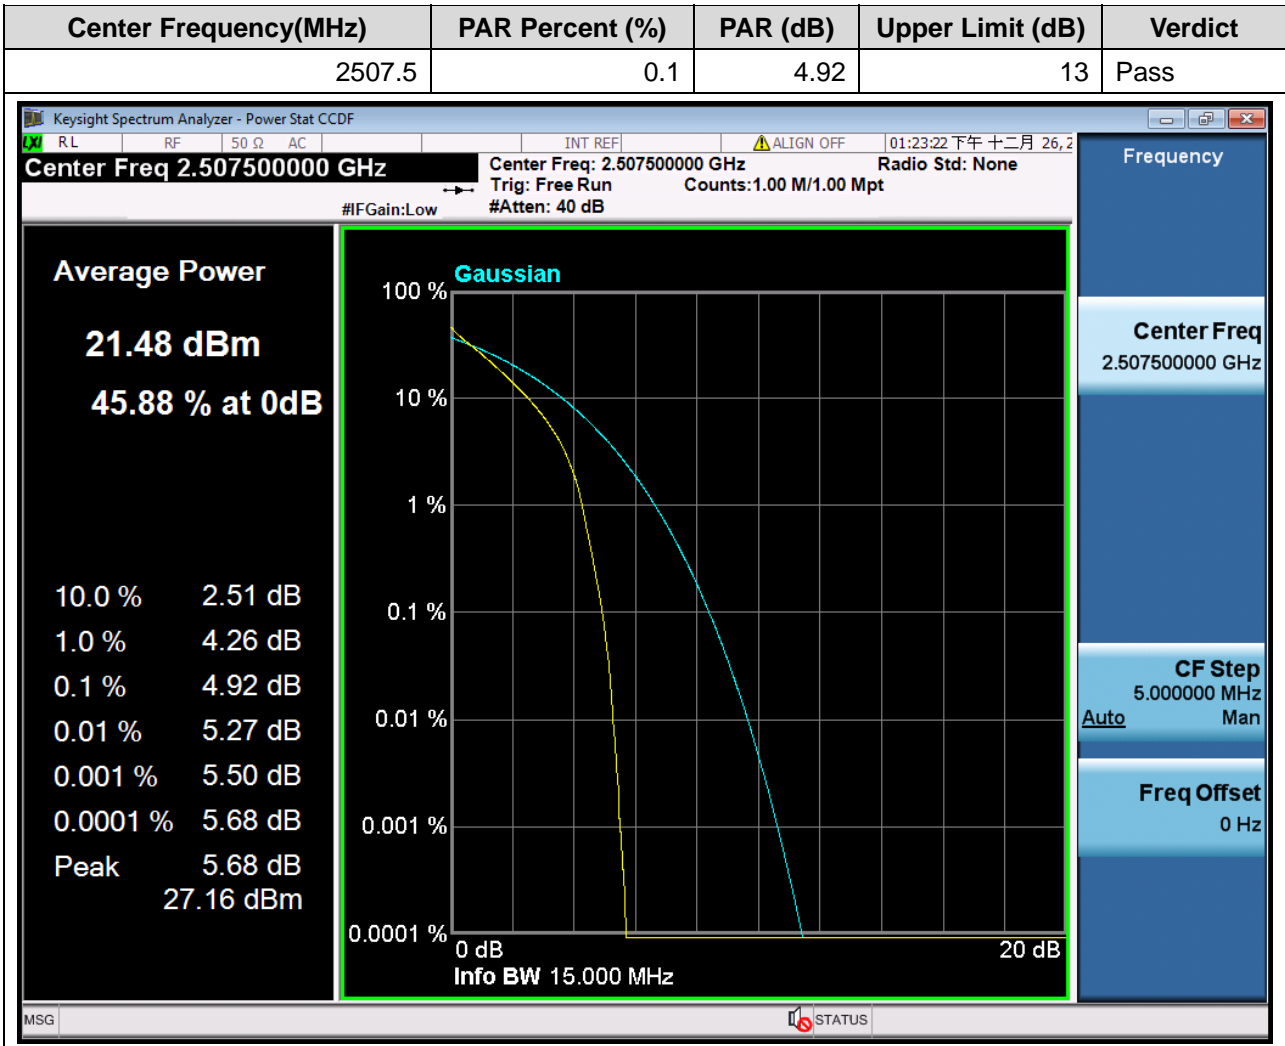 Center Frequency(MHz) PAR Percent (%) PAR (dB) Upper Limit (dB) Verdict
2507.5 0.1 4.92 13 Pass
Keysight Spectrum Analyzer - Power Stat CCDF
LXI RL RF 50 Ω AC INT REF ALIGN OFF 01:23:22 下午 十二月 26, 2
Center Freq 2.507500000 GHz
Center Freq: 2.507500000 GHz Radio Std: None
Trig: Free Run Counts:1.00 M/1.00 Mpt
#IFGain:Low #Atten: 40 dB
Average Power
21.48 dBm
45.88 % at 0dB
10.0 % 2.51 dB
1.0 % 4.26 dB
0.1 % 4.92 dB
0.01 % 5.27 dB
0.001 % 5.50 dB
0.0001 % 5.68 dB
Peak 5.68 dB
27.16 dBm
Gaussian
100 %
10 %
1 %
0.1 %
0.01 %
0.001 %
0.0001 %
0 dB 20 dB
Info BW 15.000 MHz
Frequency
Center Freq
2.507500000 GHz
CF Step
5.000000 MHz
Auto Man
Freq Offset
0 Hz
MSG STATUS